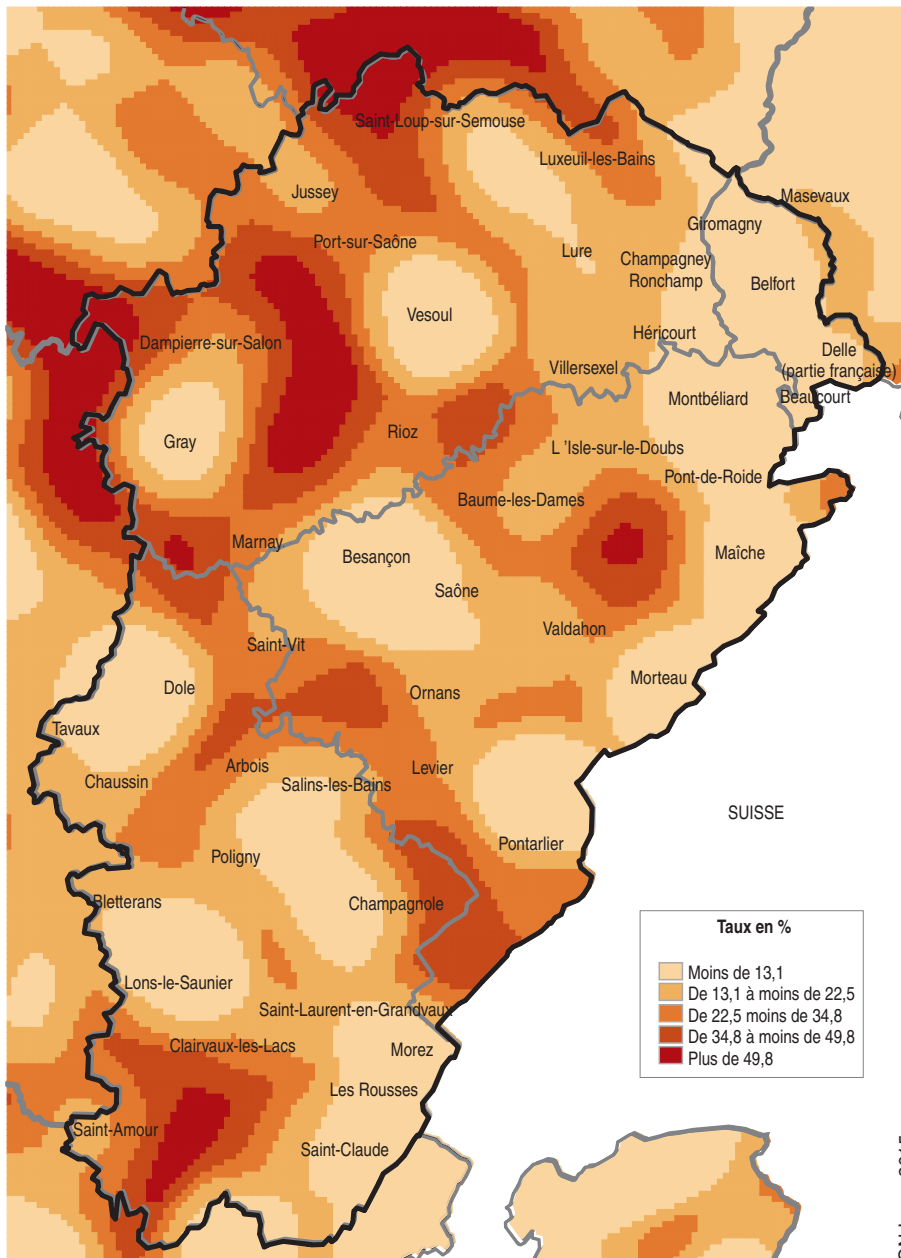 Saint-Loup-sur-Semouse
Luxeuil-les-Bains
Jussey
Masevaux
Giromagny
Port-sur-Saône
Lure
Champagney
Ronchamp
Belfort
Vesoul
Dampierre-sur-Salon
Héricourt
Delle
(partie française)
Villersexel
Montbéliard
Beaucourt
Rioz
Gray
L 'Isle-sur-le-Doubs
Pont-de-Roide
Baume-les-Dames
Marnay
Besançon
Maîche
Saône
Valdahon
Saint-Vit
Dole
Ornans
Morteau
Tavaux
Arbois
Levier
Chaussin
Salins-les-Bains
SUISSE
Pontarlier
Poligny
Bletterans
Champagnole
Taux en %
Moins de 13,1
De 13,1 à moins de 22,5
De 22,5 moins de 34,8
De 34,8 à moins de 49,8
Plus de 49,8
Lons-le-Saunier
Saint-Laurent-en-Grandvaux
Clairvaux-les-Lacs
Morez
Les Rousses
Saint-Amour
Saint-Claude